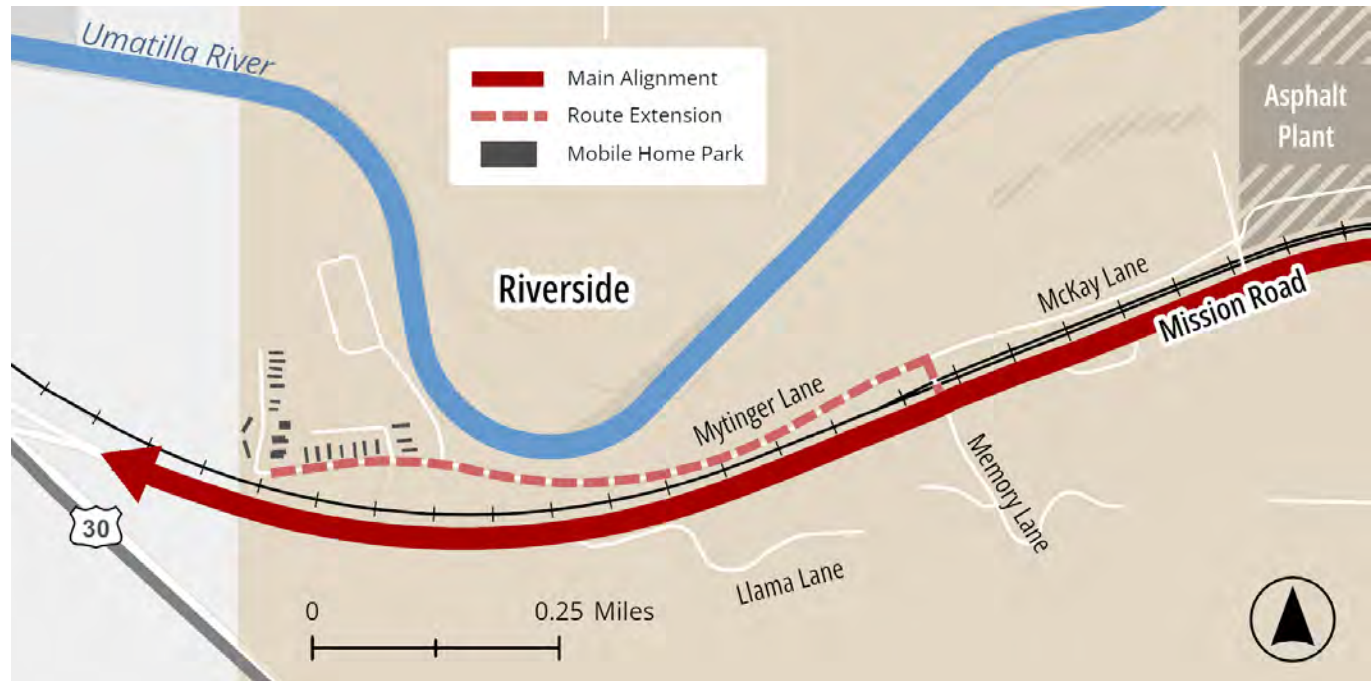 Umatilla River
Main Alignment
Route Extension
Mobile Home Park
Asphalt
Plant
Riverside
McKay Lane
Mission Road
Mytinger Lane
Memory Lane
30
Llama Lane
0 0.25 Miles